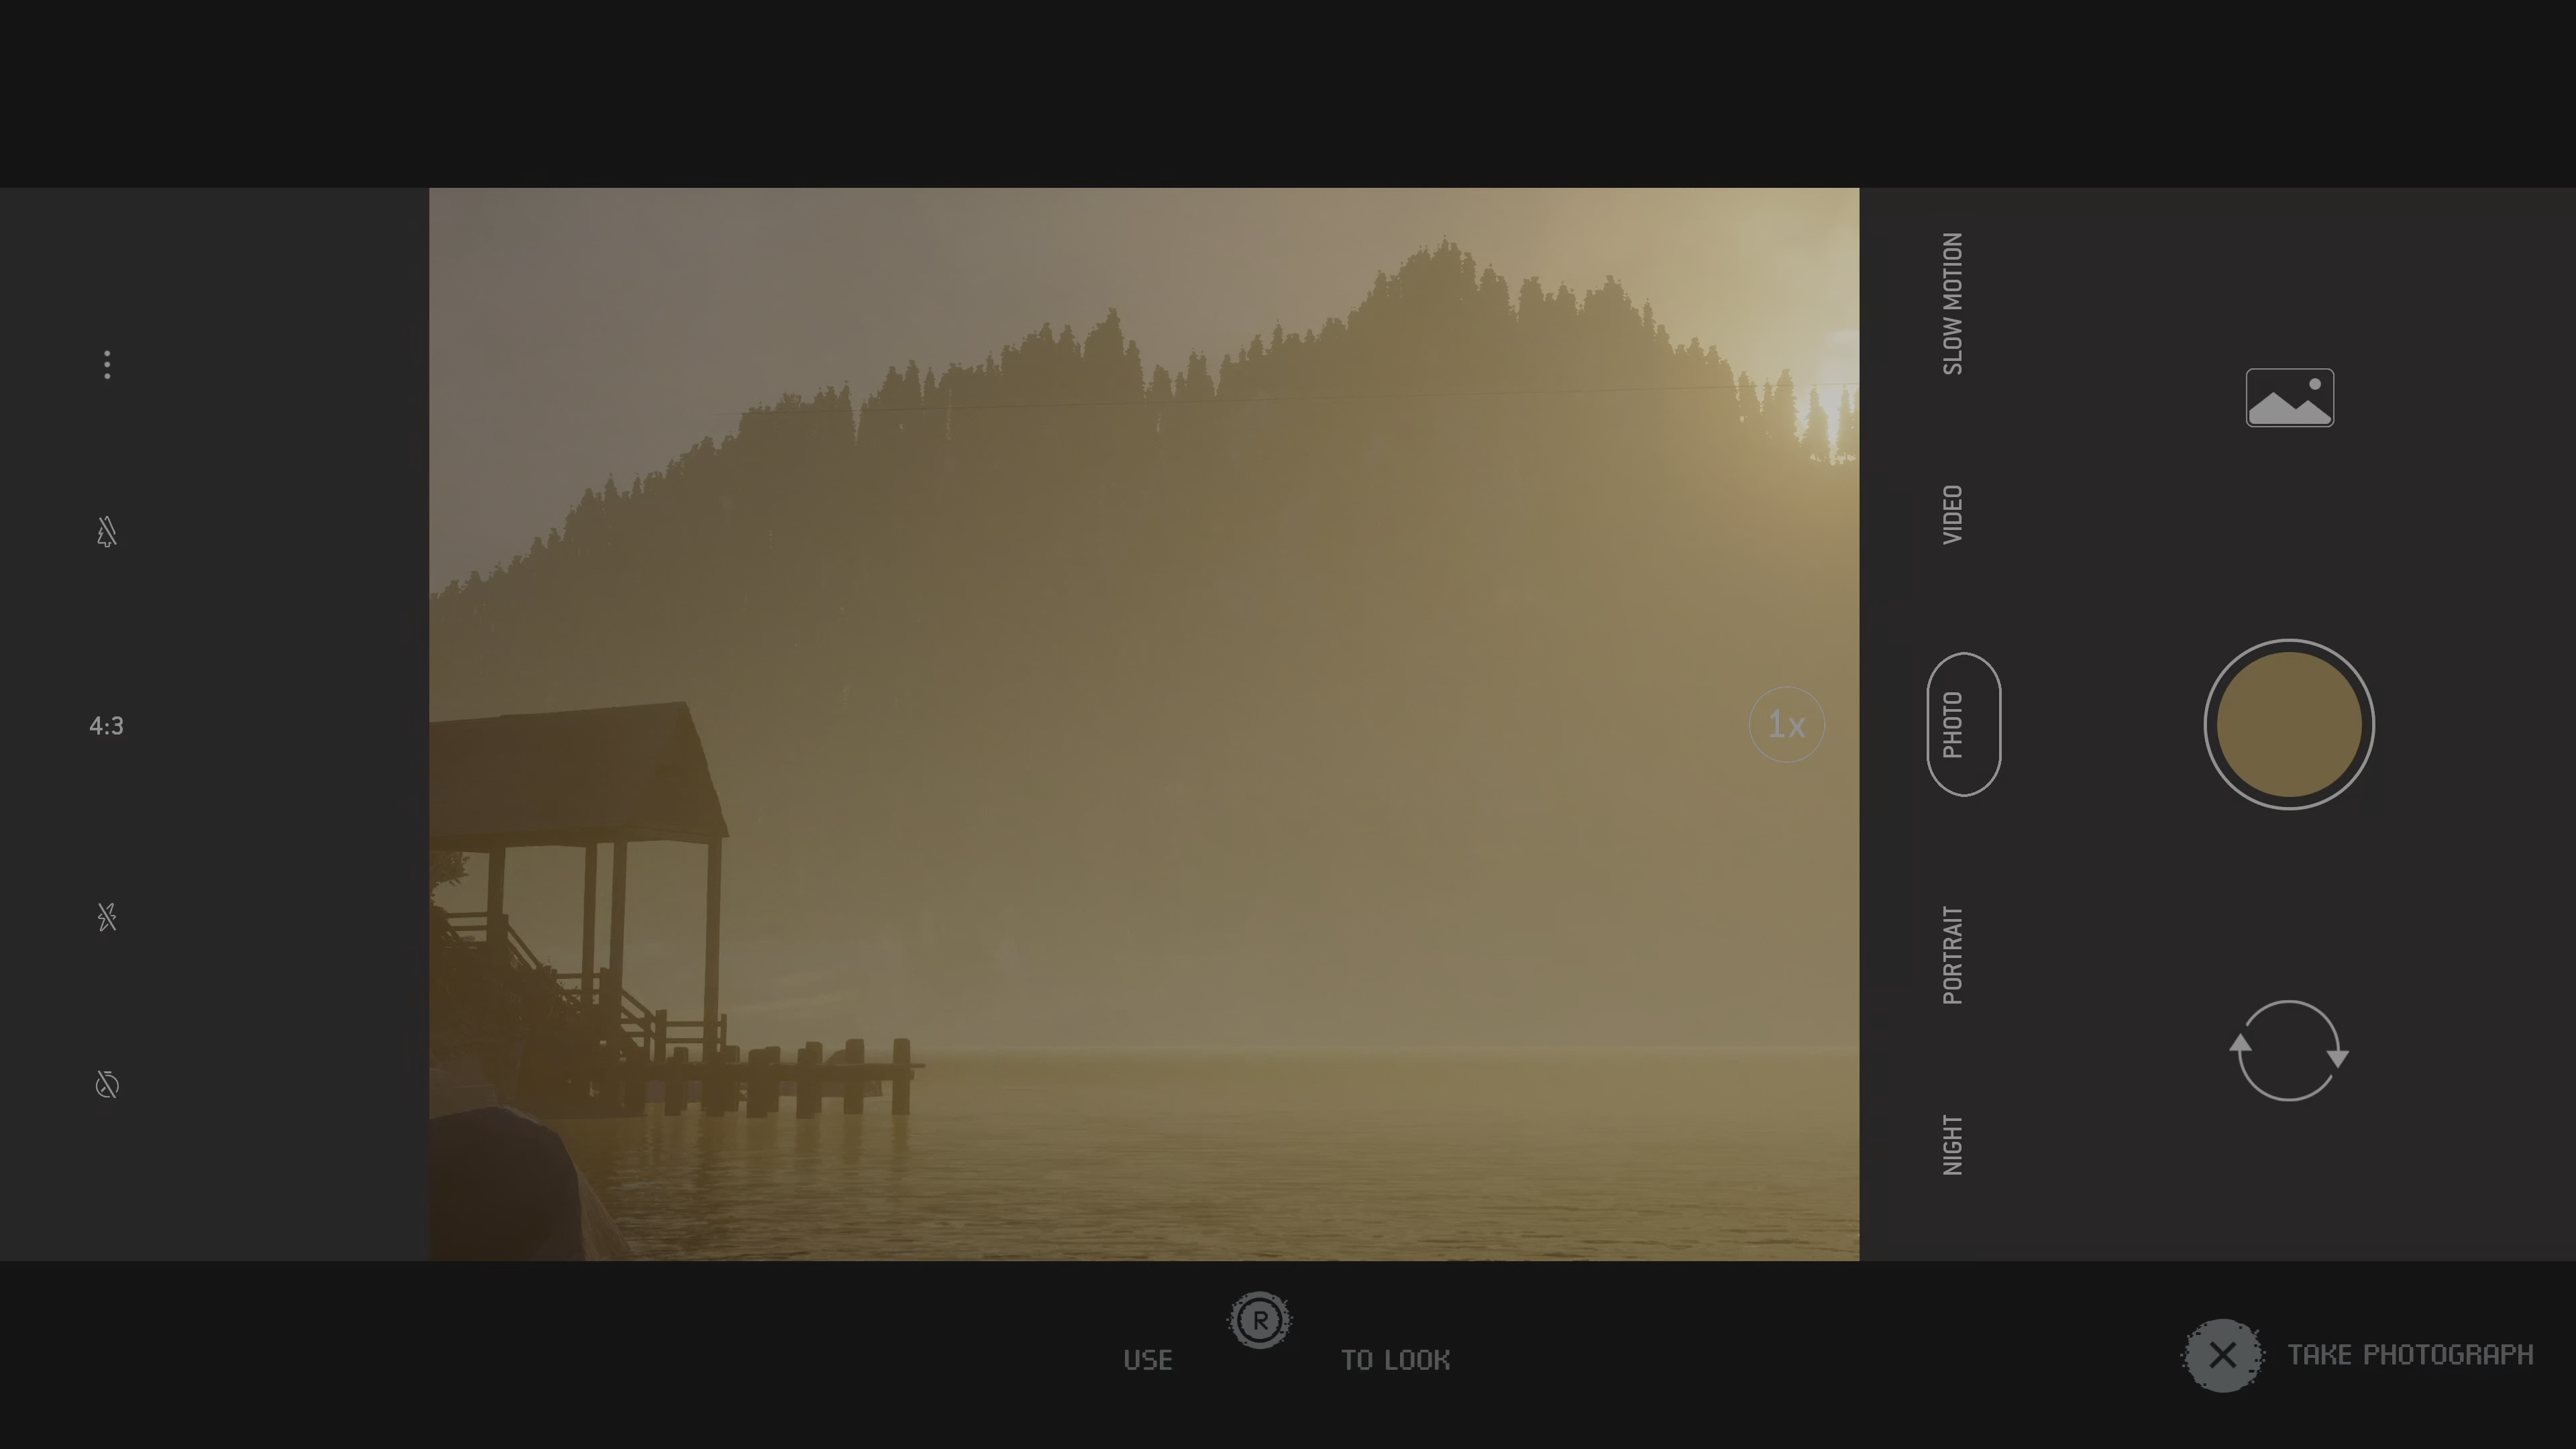 4:3
1x
SLOW MOTION
VIDEO
PHOTO
PORTRAIT
NIGHT
USE R TO LOOK
TAKE PHOTOGRAPH